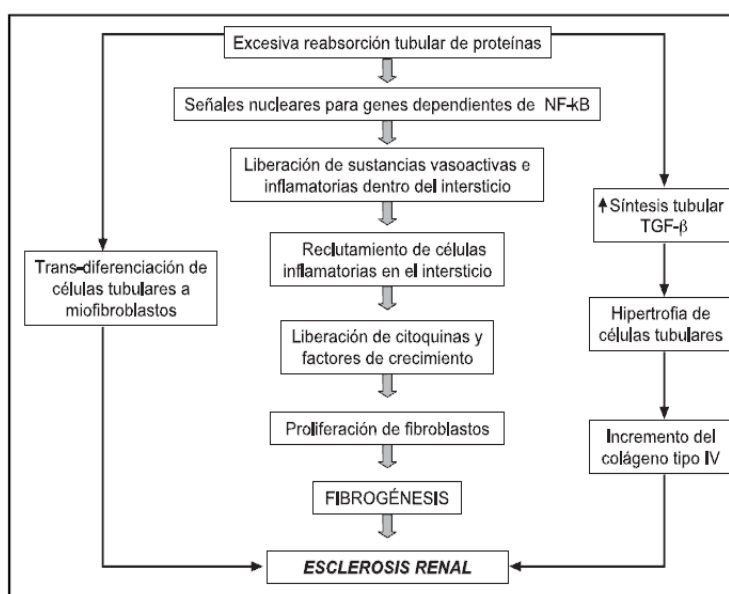 Excesiva reabsorción tubular de proteínas
Señales nucleares para genes dependientes de NF-kB
Liberación de sustancias vasoactivas e
inflamatorias dentro del intersticio
Reclutamiento de células
inflamatorias en el intersticio
Liberación de citoquinas y
factores de crecimiento
Proliferación de fibroblastos
FIBROGÉNESIS
Trans-diferenciación de
células tubulares a
miofibroblastos
↑Síntesis tubular
TGF-β
Hipertrofia de
células tubulares
Incremento del
colágeno tipo IV
ESCLEROSIS RENAL